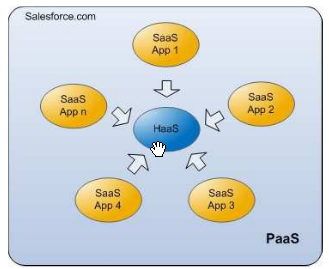 Salesforce.com
SaaS
App 1
SaaS
App n
SaaS
App 2
HaaS
SaaS
App 4
SaaS
App 3
PaaS